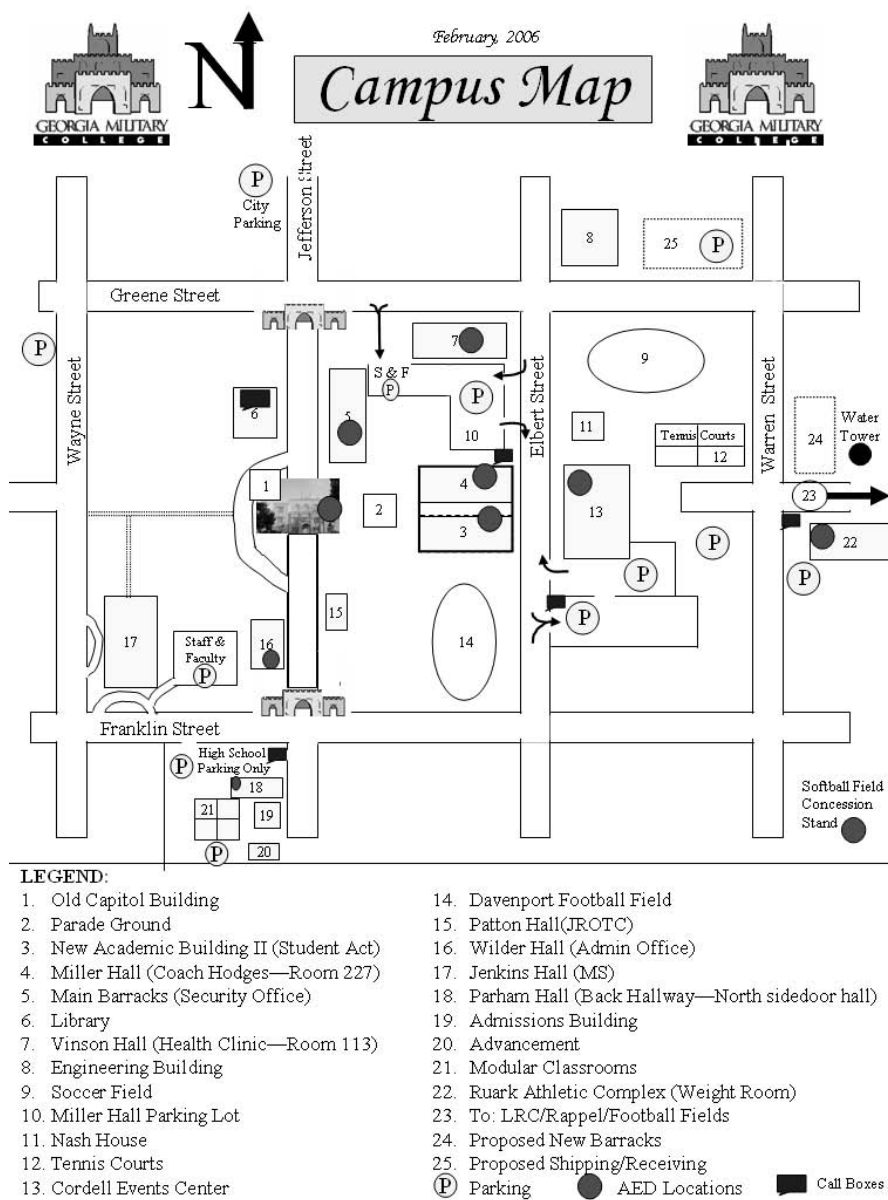 February, 2006
N
Campus Map
GEORGIA MILITARY
COLLEGE
GEORGIA MILITARY
COLLEGE
P
City
Parking
Jefferson Street
8
25 P
Greene Street
P
Wayne Street
7
S & F
P
P
Elbert Street
9
Warren Street
6
5
10
11
Tennis Courts
12
24
Water
Tower
1
4
2
3
13
23
P
22
P
P
15
P
17
Staff &
Faculty
P
16
14
Franklin Street
High School
Parking Only
P
18
21
19
P
20
Softball Field
Concession
Stand
LEGEND:
1. Old Capitol Building
2. Parade Ground
3. New Academic Building II (Student Act)
4. Miller Hall (Coach Hodges—Room 227)
5. Main Barracks (Security Office)
6. Library
7. Vinson Hall (Health Clinic—Room 113)
8. Engineering Building
9. Soccer Field
10. Miller Hall Parking Lot
11. Nash House
12. Tennis Courts
13. Cordell Events Center
14. Davenport Football Field
15. Patton Hall(JROTC)
16. Wilder Hall (Admin Office)
17. Jenkins Hall (MS)
18. Parham Hall (Back Hallway—North sidedoor hall)
19. Admissions Building
20. Advancement
21. Modular Classrooms
22. Ruark Athletic Complex (Weight Room)
23. To: LRC/Rappel/Football Fields
24. Proposed New Barracks
25. Proposed Shipping/Receiving
P Parking
AED Locations
Call Boxes